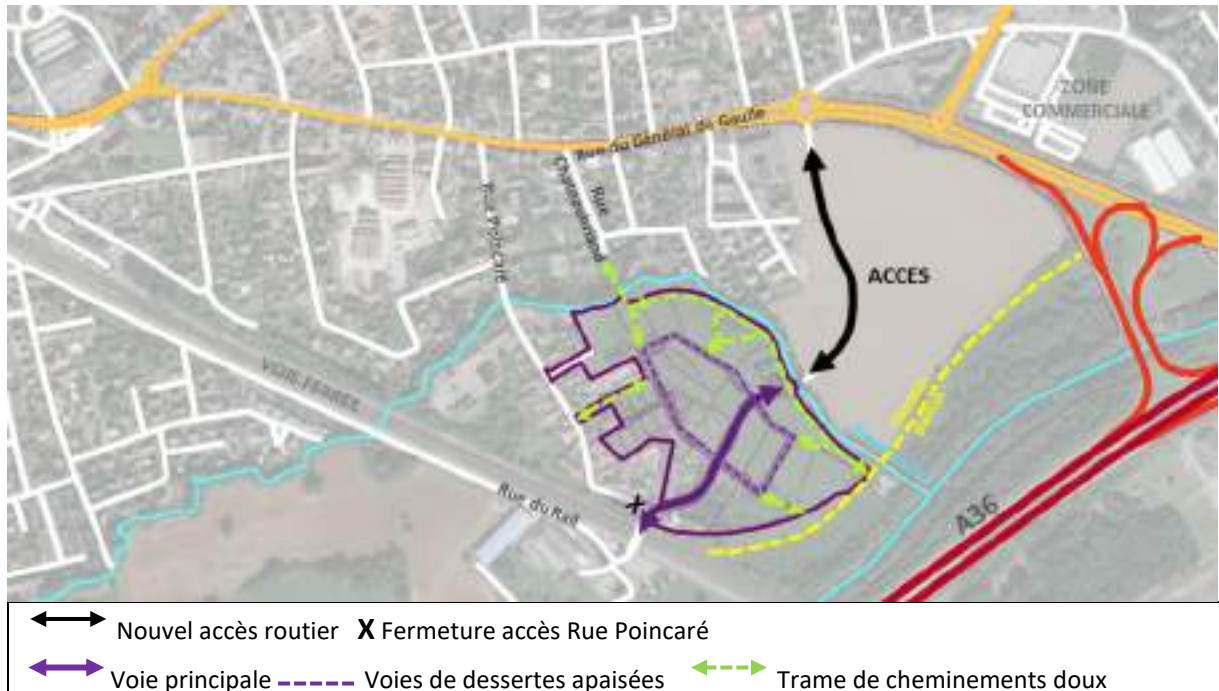 ZONE
COMMERCIALE
Rue du Général de Gaulle
Rue
Chateaubriand
Rue Poincaré
ACCES
VOIE FERREE
Rue du Rail
A36
X
Nouvel accès routier X Fermeture accès Rue Poincaré
Voie principale Voies de dessertes apaisées Trame de cheminements doux